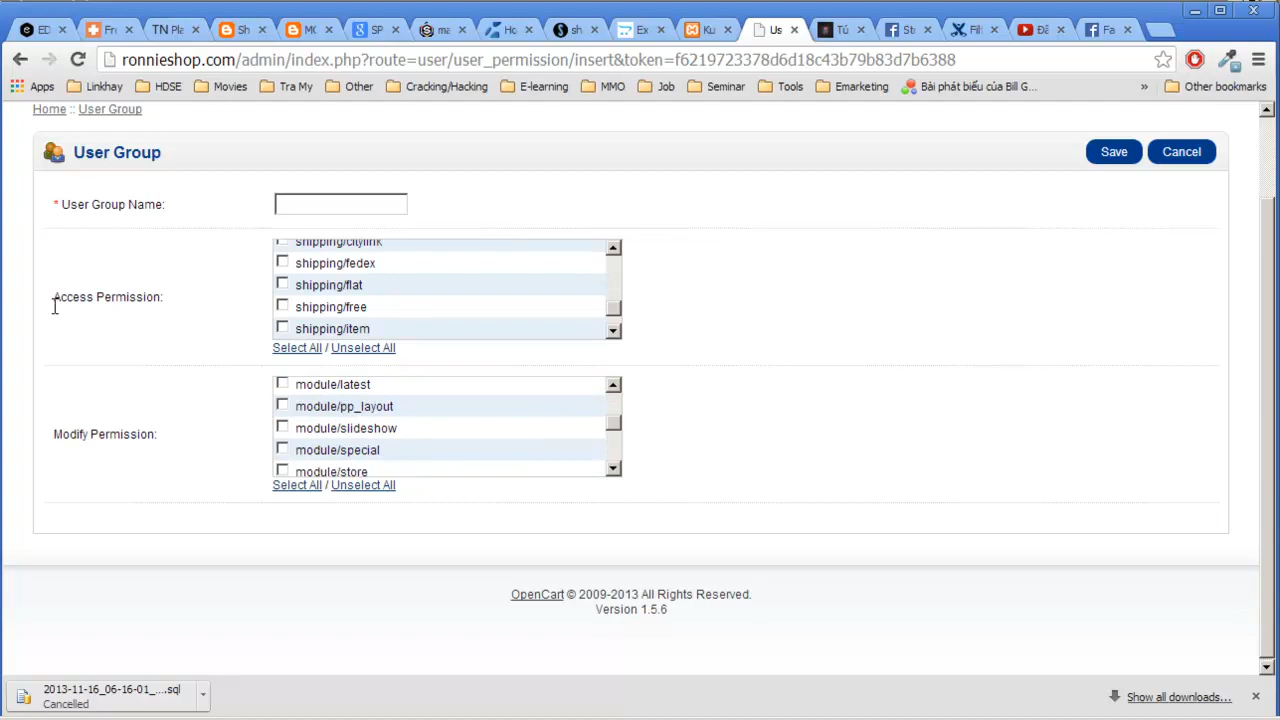 ED Fr TN Pla Sh MC SP ma Ho sh Ex Ku Us Tú Str Filt Đă Fa
ronnieshop.com/admin/index.php?route=user/user_permission/insert&token=f6219723378d6d18c43b79b83d7b6388
Apps Linkhay HDSE Movies Tra My Other Cracking/Hacking E-learning MMO Job Seminar Tools Emarketing Bài phát biểu của Bill G... » Other bookmarks
Home :: User Group
User Group Save Cancel
* User Group Name:
shipping/citylink
shipping/fedex
shipping/flat
Access Permission:
shipping/free
shipping/item
Select All / Unselect All
module/latest
module/pp_layout
module/slideshow
Modify Permission:
module/special
module/store
Select All / Unselect All
OpenCart © 2009-2013 All Rights Reserved.
Version 1.5.6
2013-11-16_06-16-01_....sql
Cancelled
Show all downloads...